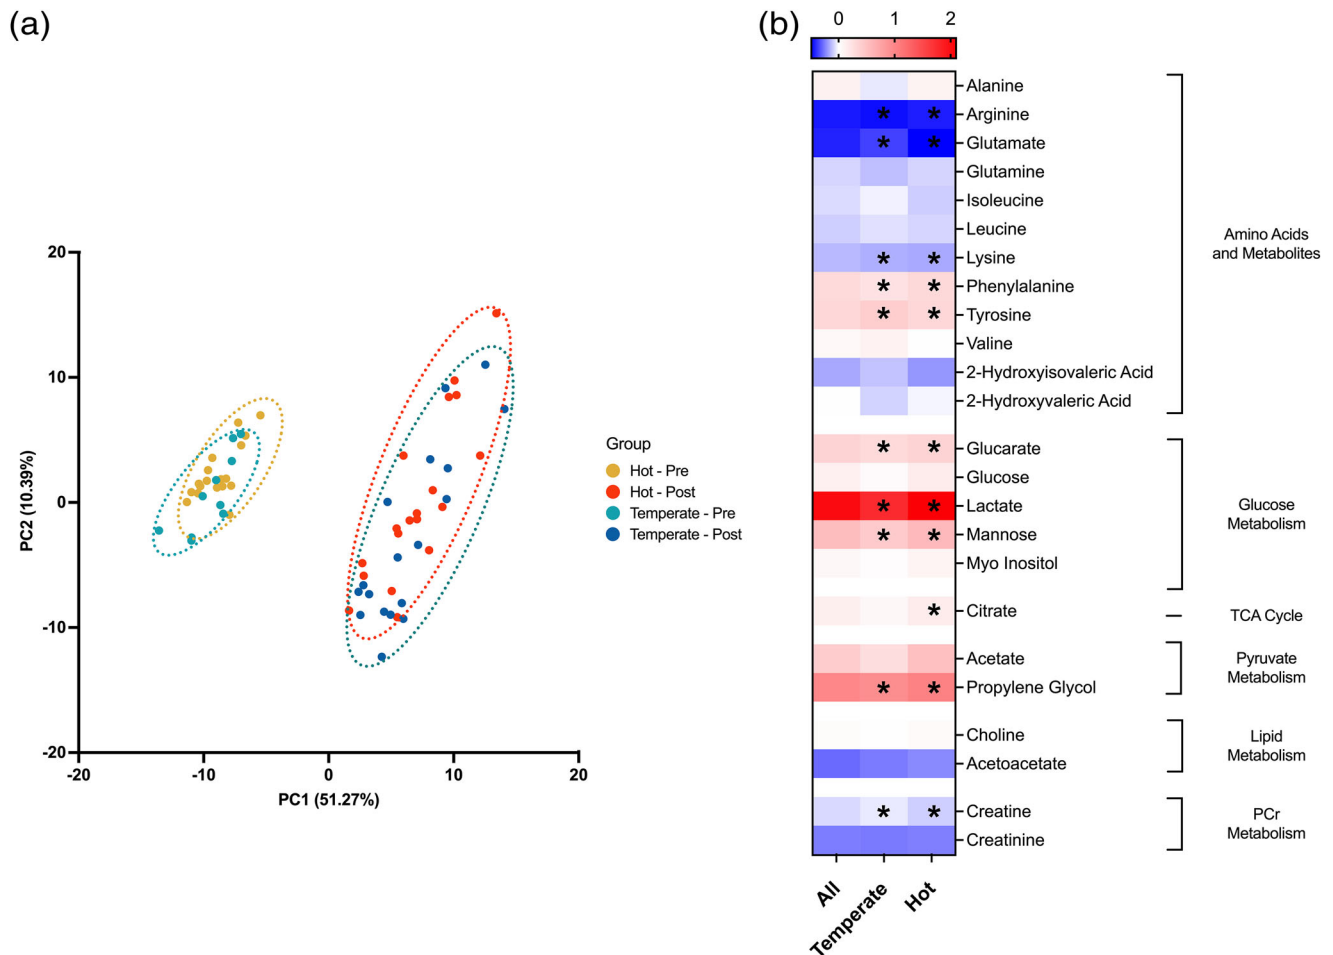 (a)
20
10
0
-10
-20
-20
-10
0
10
20
PC2 (10.39%)
PC1 (51.27%)
Group
Hot - Pre
Hot - Post
Temperate - Pre
Temperate - Post
(b)
0
1
2
Alanine
* * Arginine
* * Glutamate
Glutamine
Isoleucine
Leucine
* * Lysine
* * Phenylalanine
* * Tyrosine
Valine
2-Hydroxyisovaleric Acid
2-Hydroxyvaleric Acid
Amino Acids
and Metabolites
* * Glucarate
Glucose
* * Lactate
* * Mannose
Myo Inositol
Glucose
Metabolism
* Citrate
TCA Cycle
Acetate
* * Propylene Glycol
Pyruvate
Metabolism
Choline
Acetoacetate
Lipid
Metabolism
* * Creatine
Creatinine
PCr
Metabolism
All
Temperate
Hot